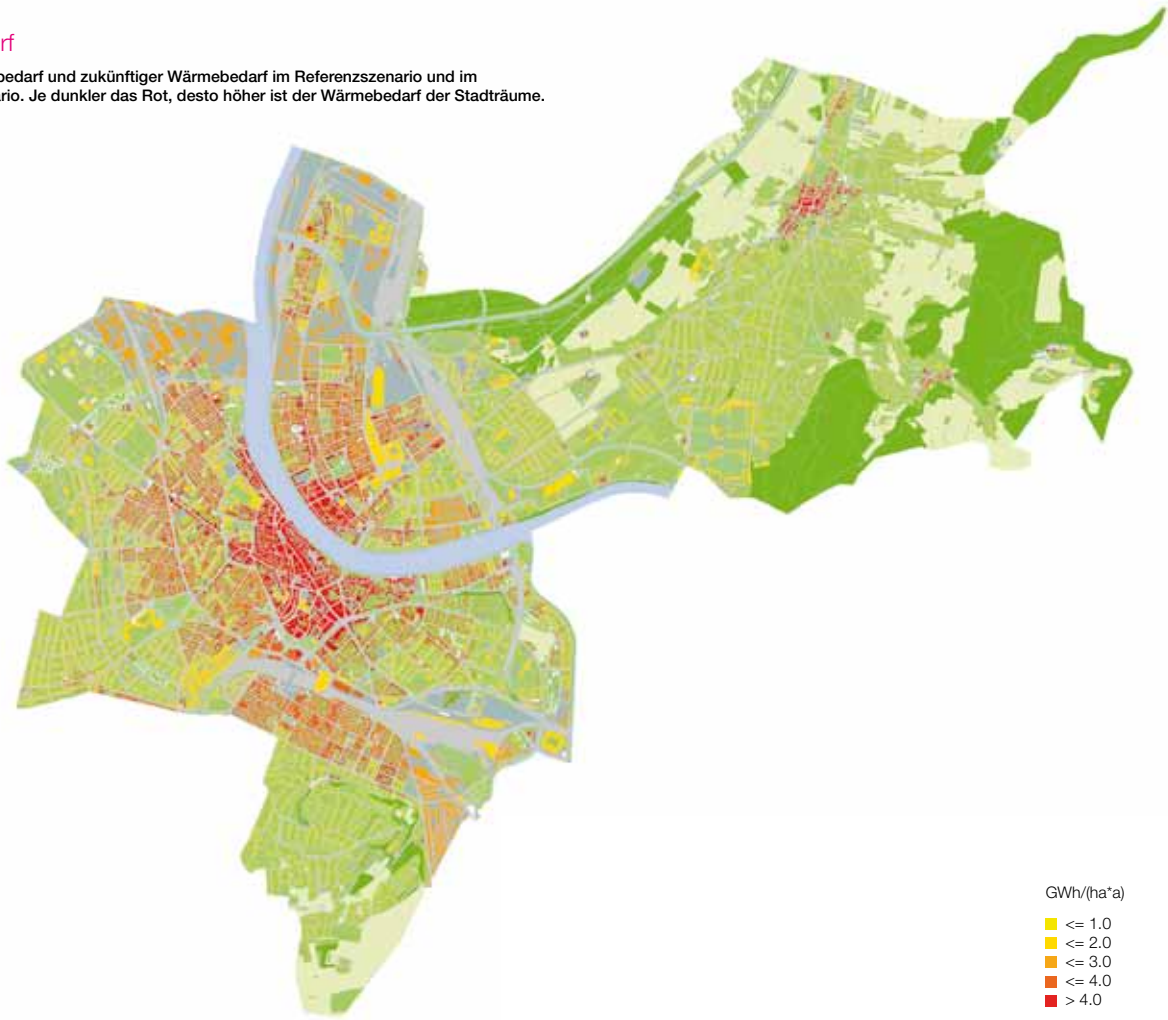 rf
bedarf und zukünftiger Wärmebedarf im Referenzszenario und im
ario. Je dunkler das Rot, desto höher ist der Wärmebedarf der Stadträume.
GWh/(ha*a)
<= 1.0
<= 2.0
<= 3.0
<= 4.0
> 4.0